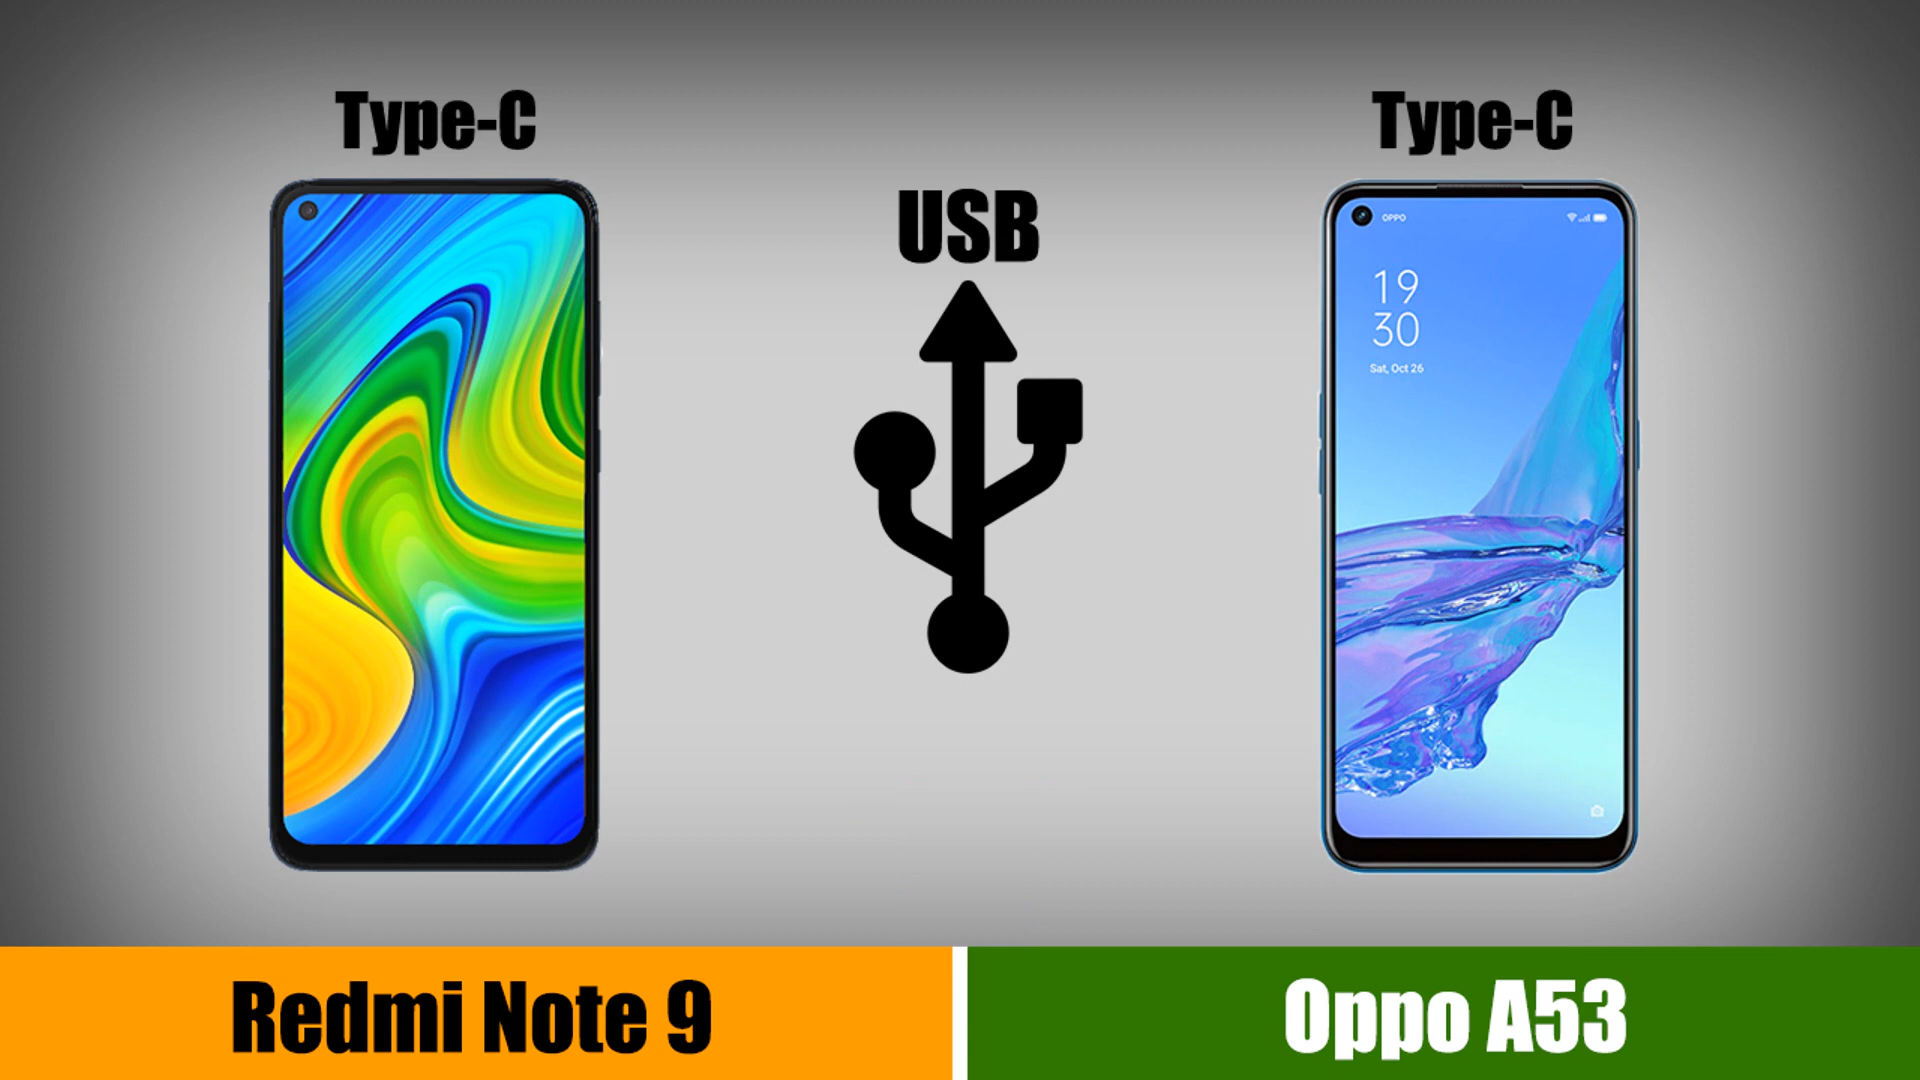 Type-C
Type-C
USB
OPPO
19
30
Sat, Oct 26
Redmi Note 9
Oppo A53